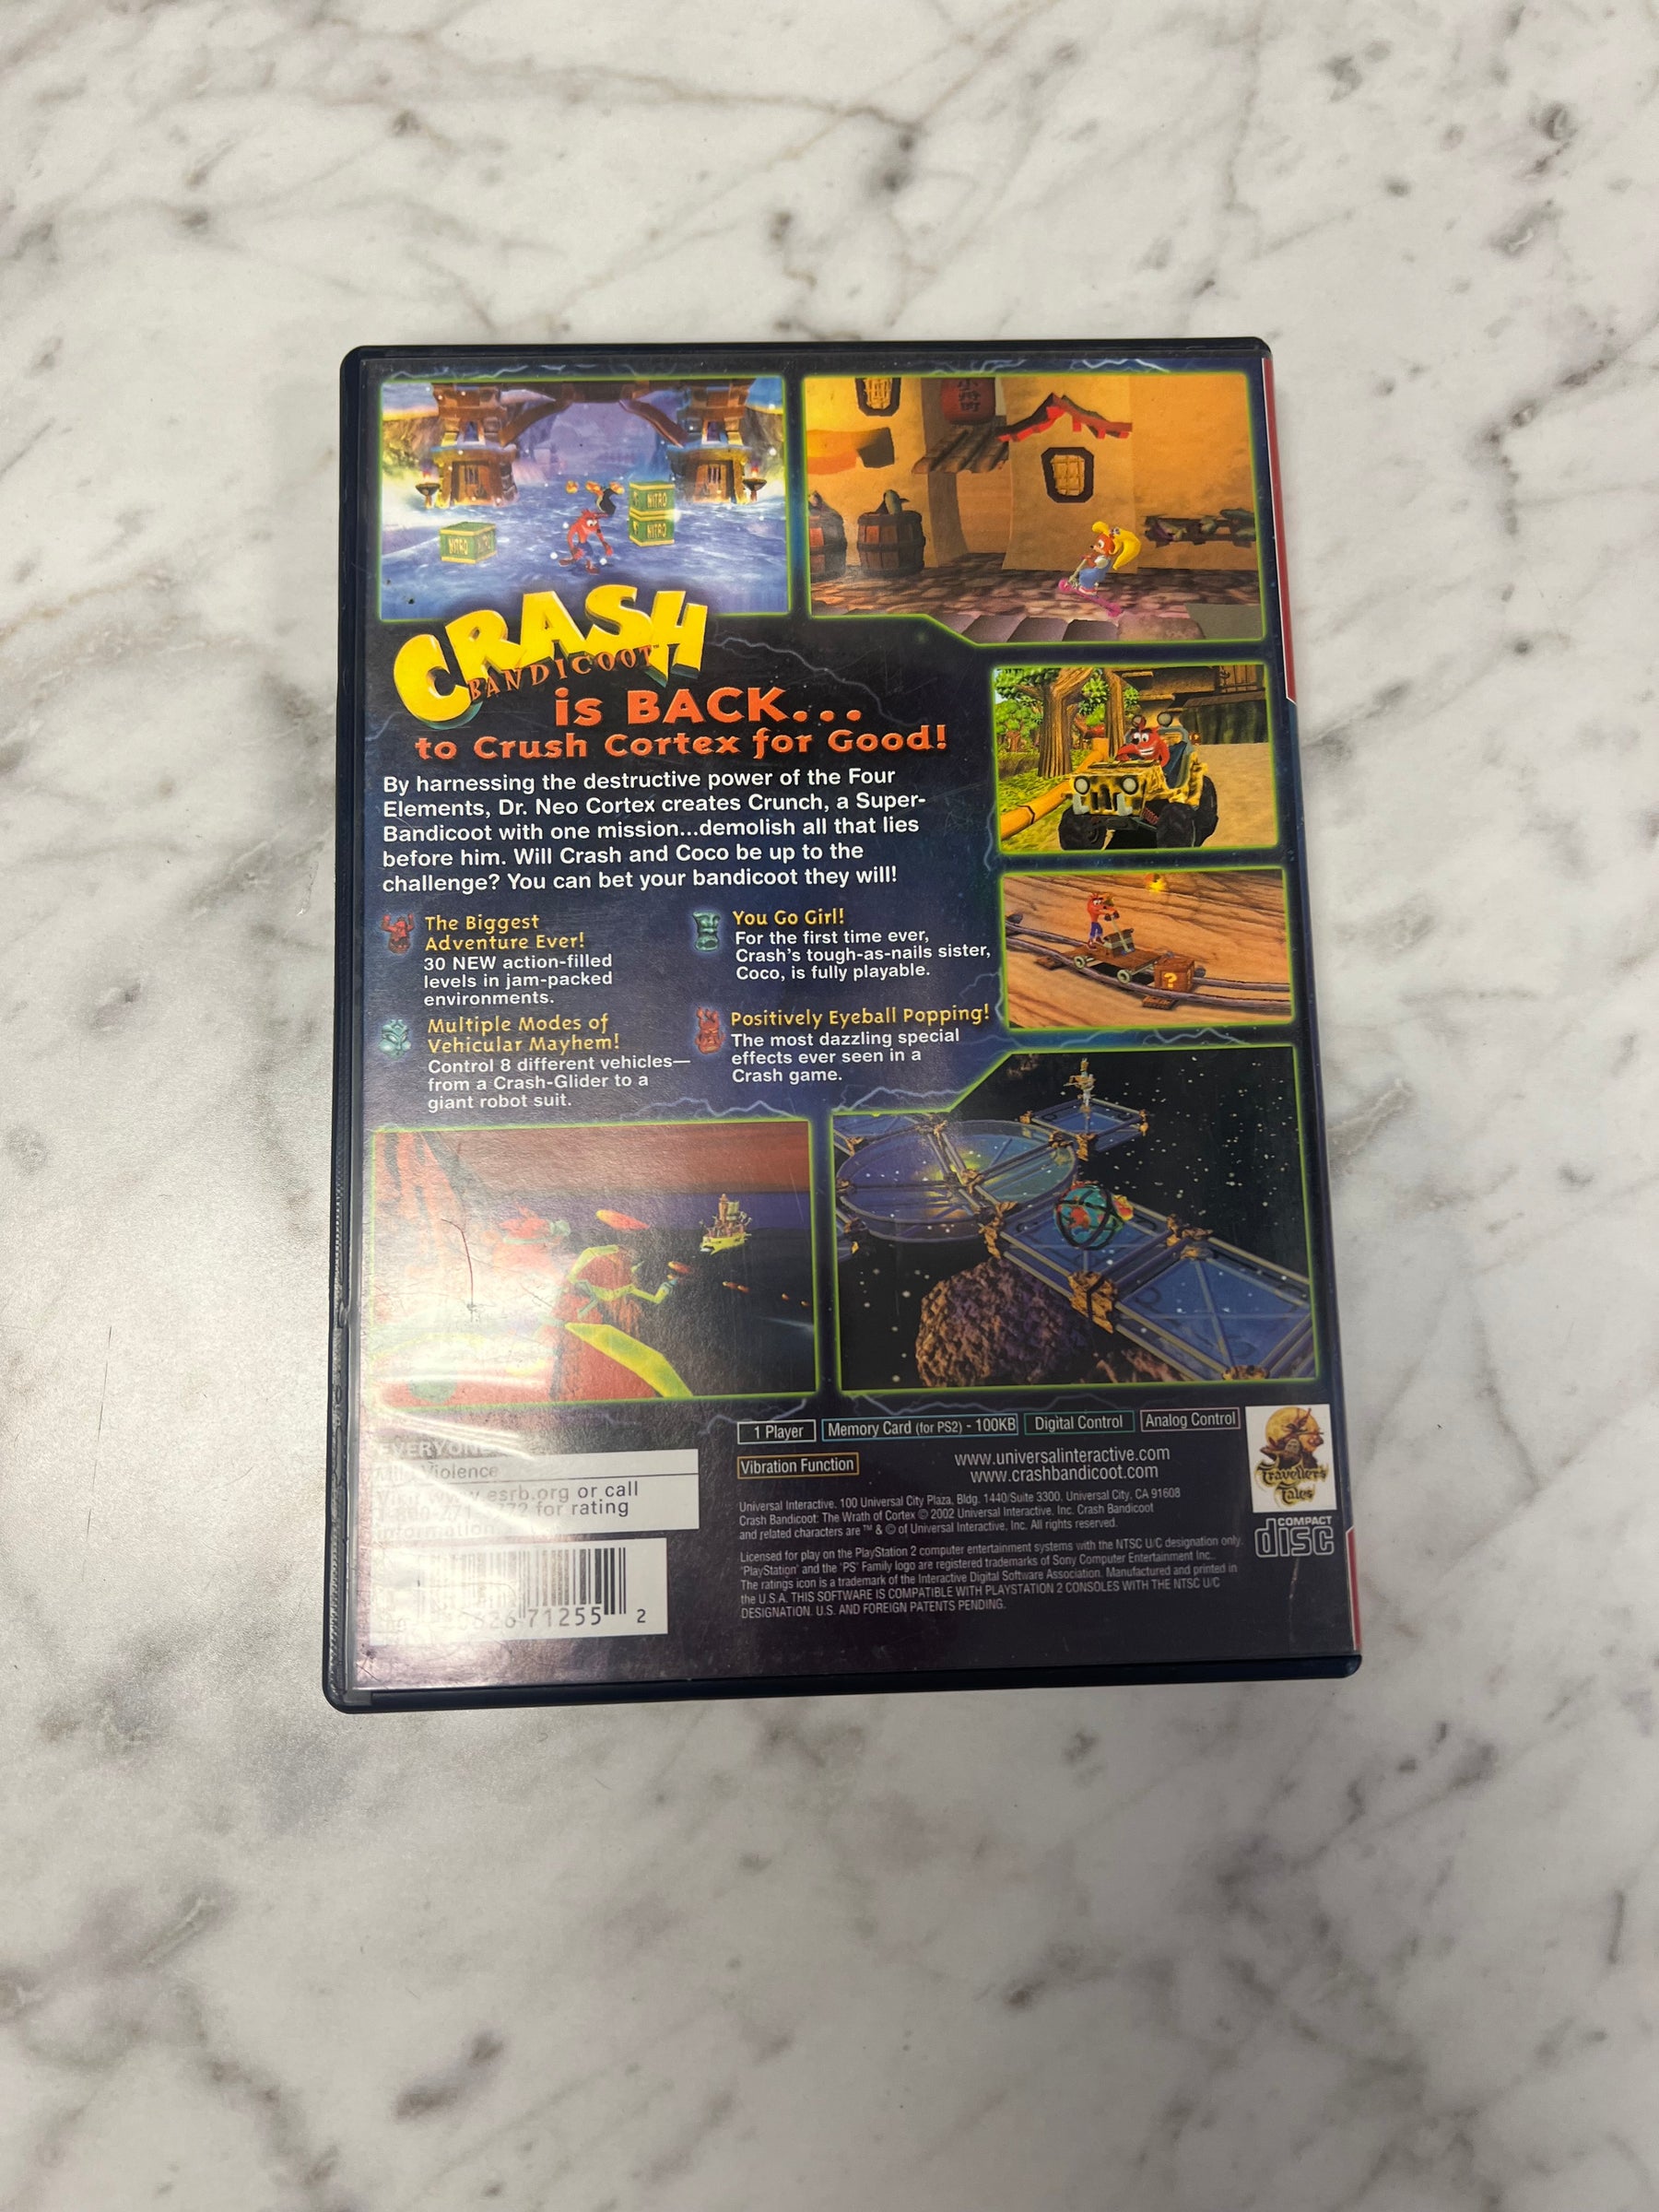 NITRO
NITRO
NITRO
CRASH
BANDICOOT™
is BACK...
to Crush Cortex for Good!
By harnessing the destructive power of the Four
Elements, Dr. Neo Cortex creates Crunch, a Super-
Bandicoot with one mission...demolish all that lies
before him. Will Crash and Coco be up to the
challenge? You can bet your bandicoot they will!
The Biggest
Adventure Ever!
30 NEW action-filled
levels in jam-packed
environments.
Multiple Modes of
Vehicular Mayhem!
Control 8 different vehicles—
from a Crash-Glider to a
giant robot suit.
You Go Girl!
For the first time ever,
Crash's tough-as-nails sister,
Coco, is fully playable.
Positively Eyeball Popping!
The most dazzling special
effects ever seen in a
Crash game.
?
EVERYONE
Mild Violence
Visit www.esrb.org or call
for rating
1 Player
Memory Card (for PS2) - 100KB
Digital Control
Analog Control
Vibration Function
www.universalinteractive.com
www.crashbandicoot.com
Travellers
Tales
COMPACT
disc
Universal Interactive. 100 Universal City Plaza, Bldg. 1440/Suite 3300, Universal City, CA 91608
Crash Bandicoot: The Wrath of Cortex © 2002 Universal Interactive, Inc. Crash Bandicoot
and related characters are ™ & © of Universal Interactive, Inc. All rights reserved.
Licensed for play on the PlayStation 2 computer entertainment systems with the NTSC U/C designation only.
"PlayStation" and the "PS" Family logo are registered trademarks of Sony Computer Entertainment Inc.
The ratings icon is a trademark of the Interactive Digital Software Association. Manufactured and printed in
the U.S.A. THIS SOFTWARE IS COMPATIBLE WITH PLAYSTATION 2 CONSOLES WITH THE NTSC U/C
DESIGNATION. U.S. AND FOREIGN PATENTS PENDING.
71255 2